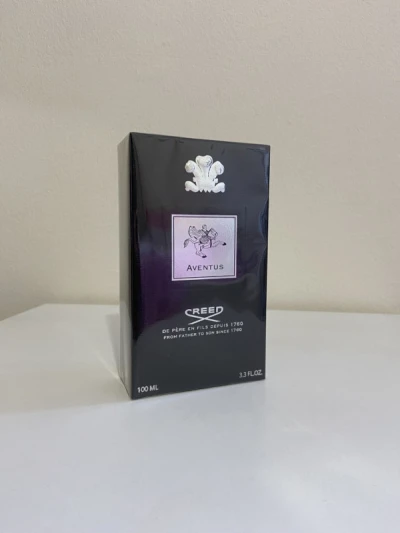 AVENTUS
CREED
DE PÈRE EN FILS DEPUIS 1760
FROM FATHER TO SON SINCE 1760
100 ML
3.3 FL.OZ.